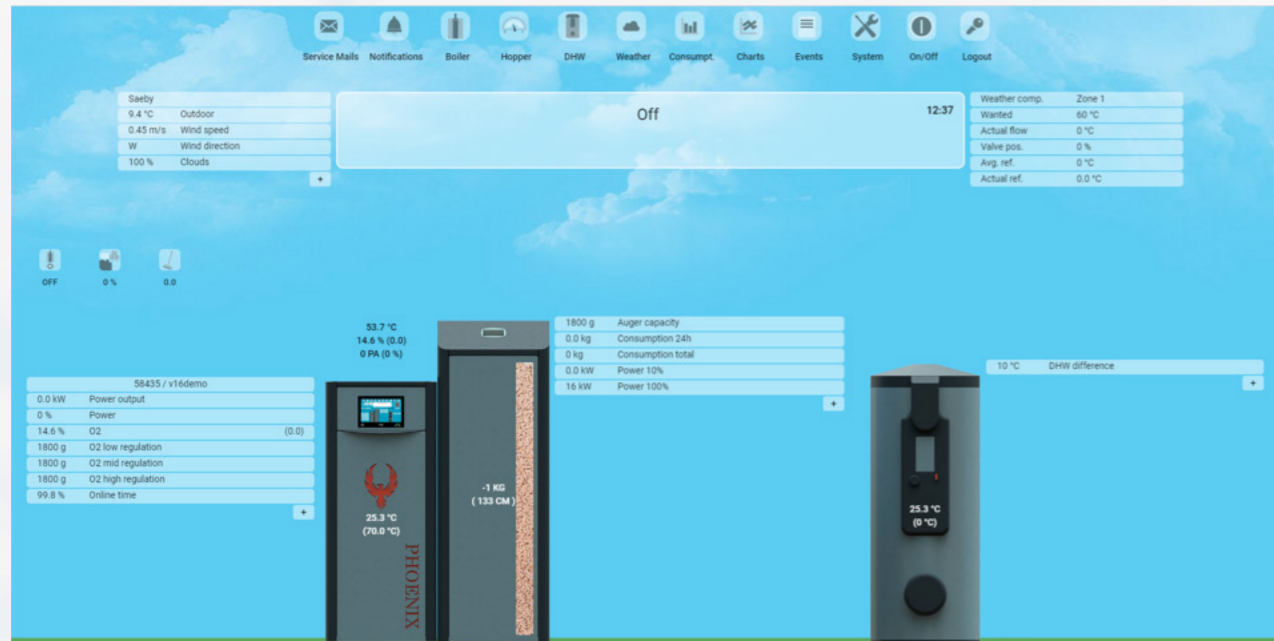 Service Mails Notifications Boiler Hopper DHW Weather Consumpt. Charts Events System On/Off Logout
Saeby
9.4 °C Outdoor
0.45 m/s Wind speed
W Wind direction
100 % Clouds
+
Off
12:37
Weather comp. Zone 1
Wanted 60 °C
Actual flow 0 °C
Valve pos. 0 %
Avg. ref. 0 °C
Actual ref. 0.0 °C
OFF 0 % 0.0
53.7 °C
14.6 % (0.0)
0 PA (0 %)
1800 g Auger capacity
0.0 kg Consumption 24h
0 kg Consumption total
0.0 kW Power 10%
16 kW Power 100%
+
10 °C DHW difference
+
58435 / v16demo
0.0 kW Power output
0 % Power
14.6 % O2 (0.0)
1800 g O2 low regulation
1800 g O2 mid regulation
1800 g O2 high regulation
99.8 % Online time
+
25.3 °C
(70.0 °C)
PHOENIX
-1 KG
( 133 CM )
25.3 °C
(0 °C)